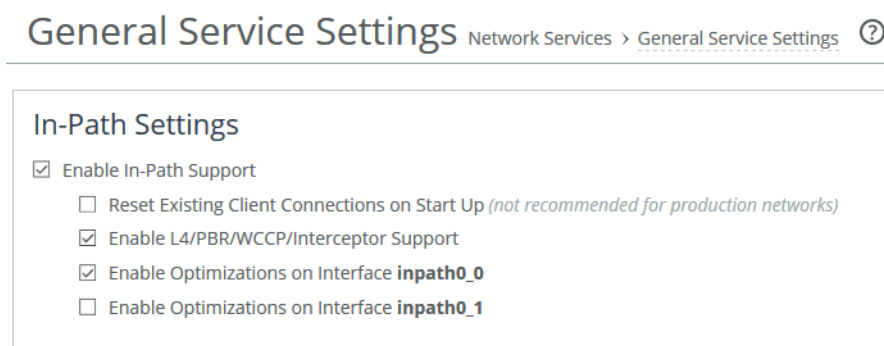 General Service Settings Network Services › General Service Settings ?
In-Path Settings
Enable In-Path Support
Reset Existing Client Connections on Start Up (not recommended for production networks)
Enable L4/PBR/WCCP/Interceptor Support
Enable Optimizations on Interface inpath0_0
Enable Optimizations on Interface inpath0_1